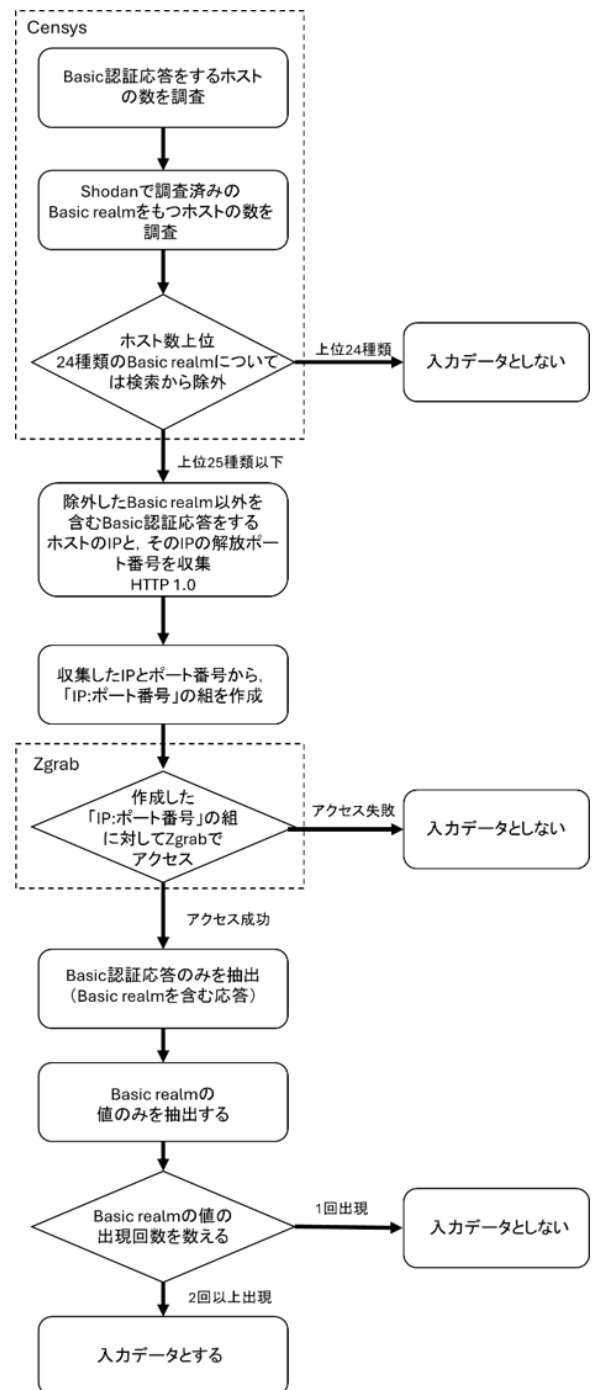 Censys
Basic認証応答をするホスト
の数を調査
Shodanで調査済みの
Basic realmをもつホストの数を
調査
ホスト数上位
24種類のBasic realmについて
は検索から除外
上位24種類
入力データとしない
上位25種類以下
除外したBasic realm以外を
含むBasic認証応答をする
ホストのIPと，そのIPの解放ポー
ト番号を収集
HTTP 1.0
収集したIPとポート番号から，
「IP:ポート番号」の組を作成
Zgrab
作成した
「IP:ポート番号」の組
に対してZgrabで
アクセス
アクセス失敗
入力データとしない
アクセス成功
Basic認証応答のみを抽出
（Basic realmを含む応答）
Basic realmの
値のみを抽出する
Basic realmの値の
出現回数を数える
1回出現
入力データとしない
2回以上出現
入力データとする